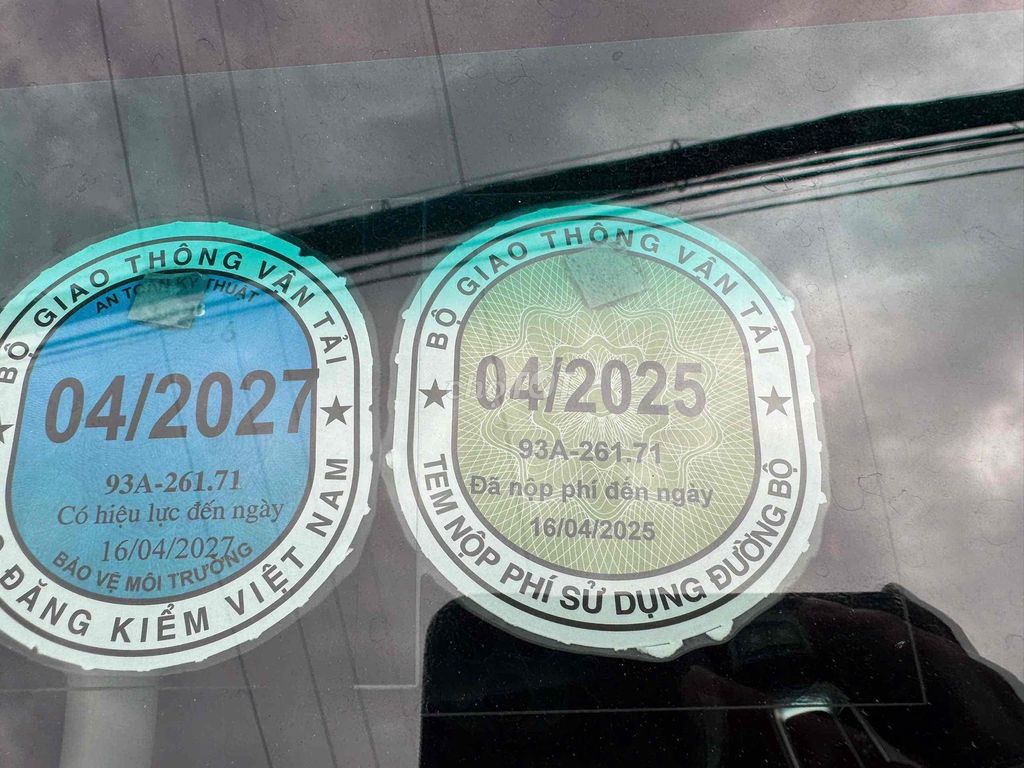 BỘ GIAO THÔNG VẬN TẢI
AN TOÀN KỸ THUẬT
04/2027
93A-261.71
Có hiệu lực đến ngày
16/04/2027
BẢO VỆ MÔI TRƯỜNG
ĐĂNG KIỂM VIỆT NAM
BỘ GIAO THÔNG VẬN TẢI
04/2025
93A-261.71
Đã nộp phí đến ngày
16/04/2025
TEM NỘP PHÍ SỬ DỤNG ĐƯỜNG BỘ